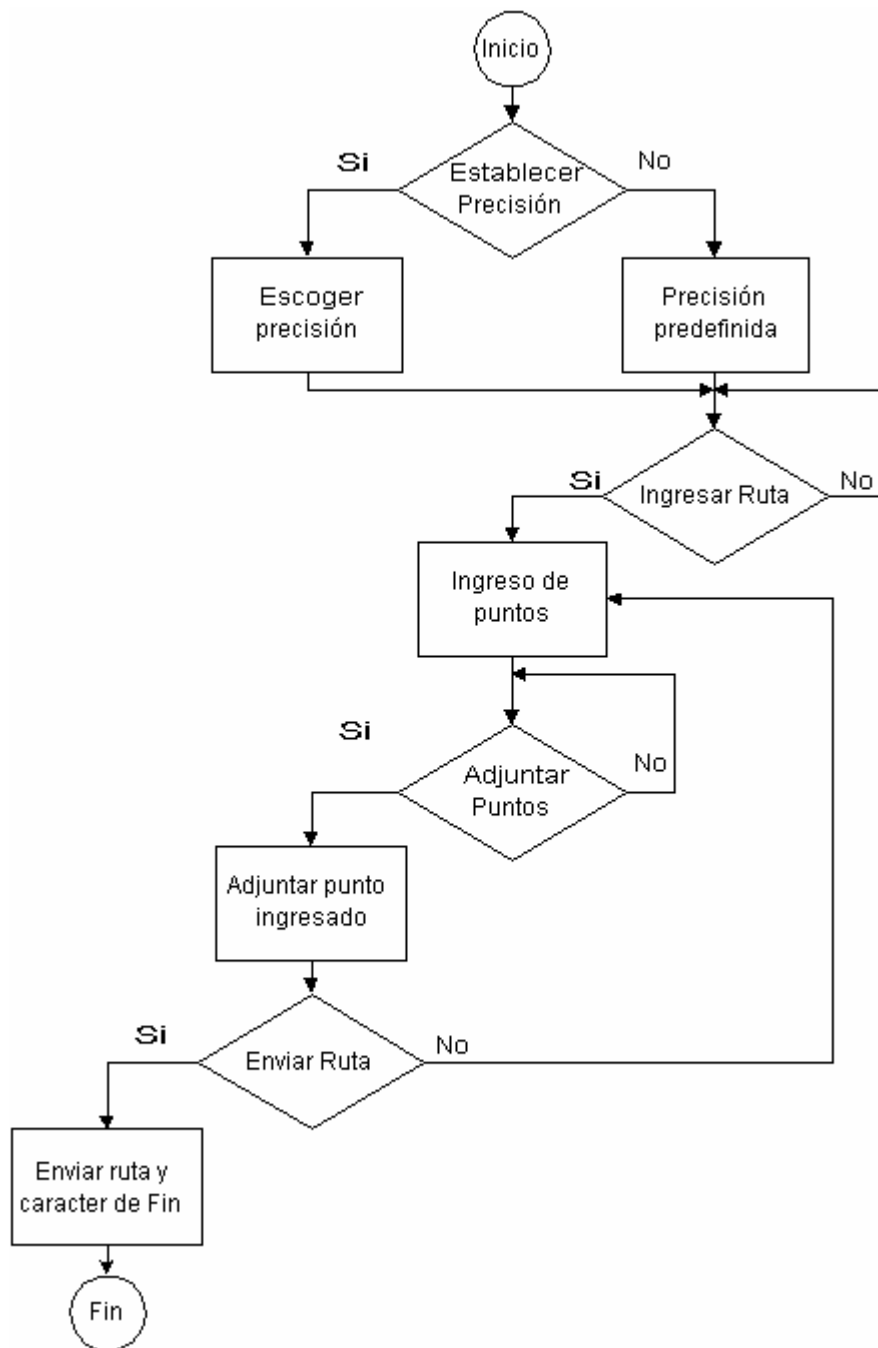 Inicio
Si
No
Establecer
Precisión
Escoger
precisión
Precisión
predefinida
Si
Ingresar Ruta
No
Ingreso de
puntos
Si
Adjuntar
Puntos
No
Adjuntar punto
ingresado
Si
Enviar Ruta
No
Enviar ruta y
caracter de Fin
Fin